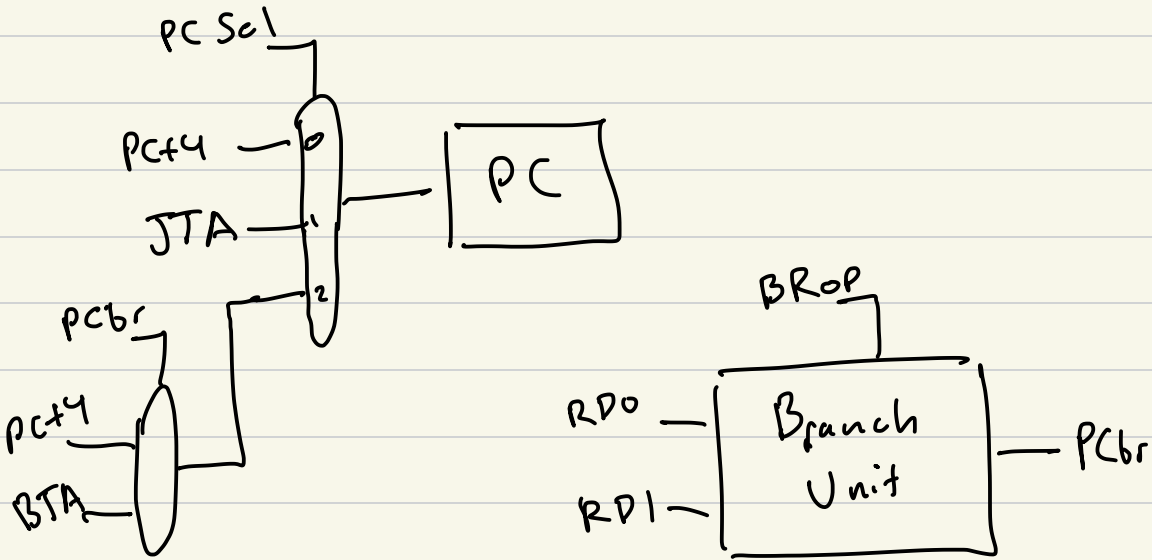 PC Sel
PC+4
0
PC
JTA
1
2
BROP
PCbr
PC+4
RD0
Branch
Unit
PCbr
BTA
RD1